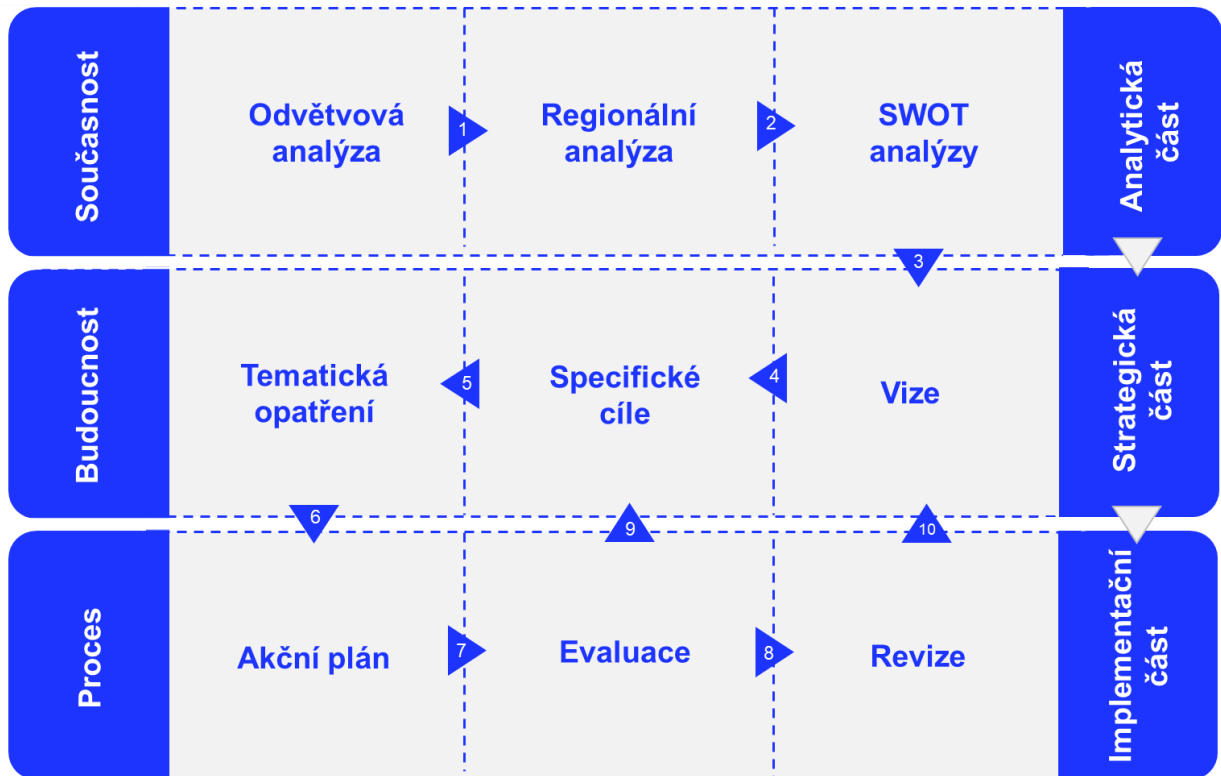 Současnost
Odvětvová
analýza
1
Regionální
analýza
2
SWOT
analýzy
Analytická
část
3
Budoucnost
Tematická
opatření
5
Specifické
cíle
4
Vize
Strategická
část
6
9
10
Proces
Akční plán
7
Evaluace
8
Revize
Implementační
část